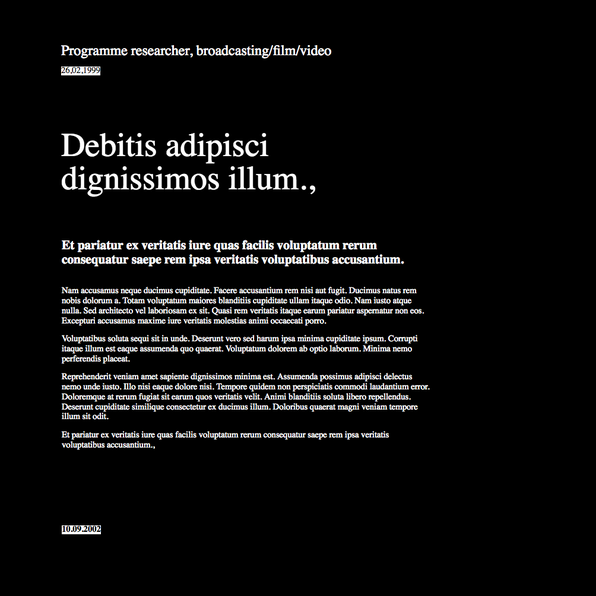 Programme researcher, broadcasting/film/video
26,02,1999
Debitis adipisci
dignissimos illum.,
Et pariatur ex veritatis iure quas facilis voluptatum rerum
consequatur saepe rem ipsa veritatis voluptatibus accusantium.
Nam accusamus neque ducimus cupiditate. Facere accusantium rem nisi aut fugit. Ducimus natus rem
nobis dolorum a. Totam voluptatum maiores blanditiis cupiditate ullam itaque odio. Nam iusto atque
nulla. Sed architecto vel laboriosam ex sit. Quasi rem veritatis itaque earum pariatur aspernatur non eos.
Excepturi accusamus maxime iure veritatis molestias animi occaecati porro.
Voluptatibus soluta sequi sit in unde. Deserunt vero sed harum ipsa minima cupiditate ipsum. Corrupti
itaque illum est eaque assumenda quo quaerat. Voluptatum dolorem ab optio laborum. Minima nemo
perferendis placeat.
Reprehenderit veniam amet sapiente dignissimos minima est. Assumenda possimus adipisci delectus
nemo unde iusto. Illo nisi eaque dolore nisi. Tempore quidem non perspiciatis commodi laudantium error.
Doloremque at rerum fugiat sit earum quos veritatis velit. Animi blanditiis soluta libero repellendus.
Deserunt cupiditate similique consectetur ex ducimus illum. Doloribus quaerat magni veniam tempore
illum sit odit.
Et pariatur ex veritatis iure quas facilis voluptatum rerum consequatur saepe rem ipsa veritatis
voluptatibus accusantium.,
10.09.2002